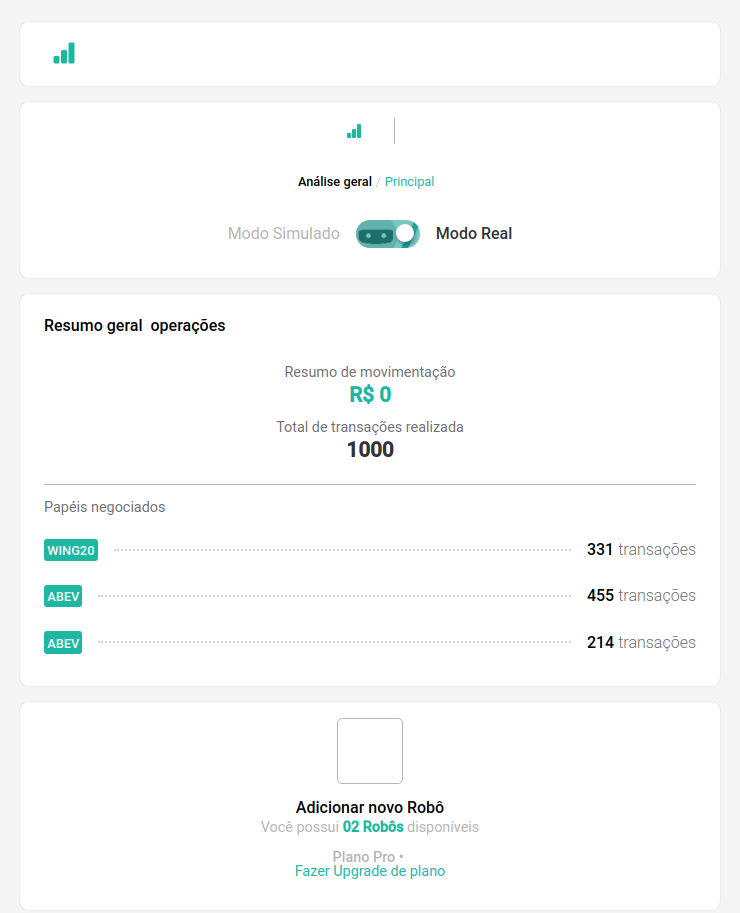 Análise geral / Principal
Modo Simulado Modo Real
Resumo geral operações
Resumo de movimentação
R$ 0
Total de transações realizada
1000
Papéis negociados
WING20 331 transações
ABEV 455 transações
ABEV 214 transações
Adicionar novo Robô
Você possui 02 Robôs disponíveis
Plano Pro •
Fazer Upgrade de plano